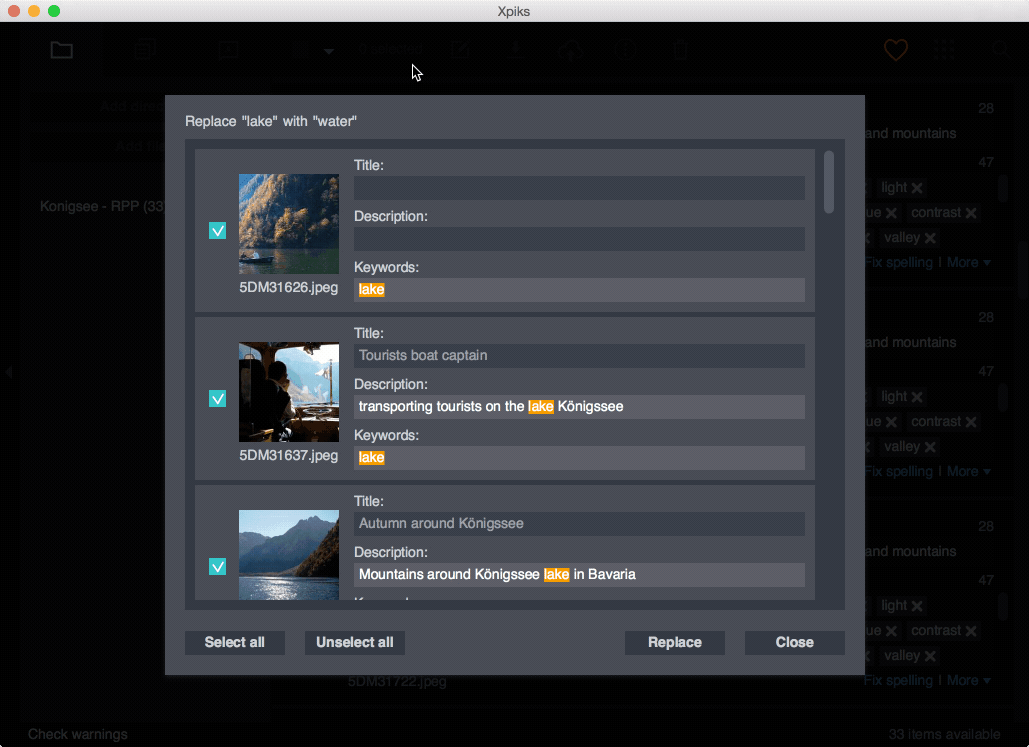 Xpiks
Add
Add
Konigsee - RPP (33)
Replace "lake" with "water"
Title:
Description:
Keywords:
lake
5DM31626.jpeg
Title:
Tourists boat captain
Description:
transporting tourists on the lake Königssee
Keywords:
lake
5DM31637.jpeg
Title:
Autumn around Königssee
Description:
Mountains around Königssee lake in Bavaria
Select all
Unselect all
Replace
Close
28
and mountains
47
light
contrast
valley
Fix spelling | More
28
and mountains
47
light
contrast
valley
Fix spelling | More
28
and mountains
47
light
contrast
valley
Fix spelling | More
5DM31722.jpeg
Check warnings
33 items available